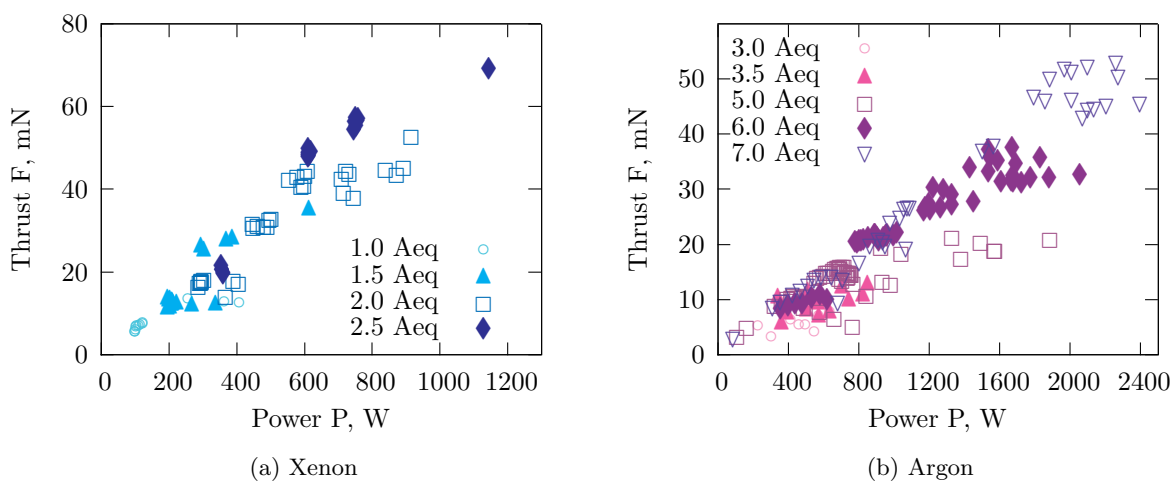 80
60
40
20
0
0
200
400
600
800
1000
1200
Thrust F, mN
Power P, W
1.0 Aeq
1.5 Aeq
2.0 Aeq
2.5 Aeq
(a) Xenon
50
40
30
20
10
0
0
400
800
1200
1600
2000
2400
Thrust F, mN
Power P, W
3.0 Aeq
3.5 Aeq
5.0 Aeq
6.0 Aeq
7.0 Aeq
(b) Argon